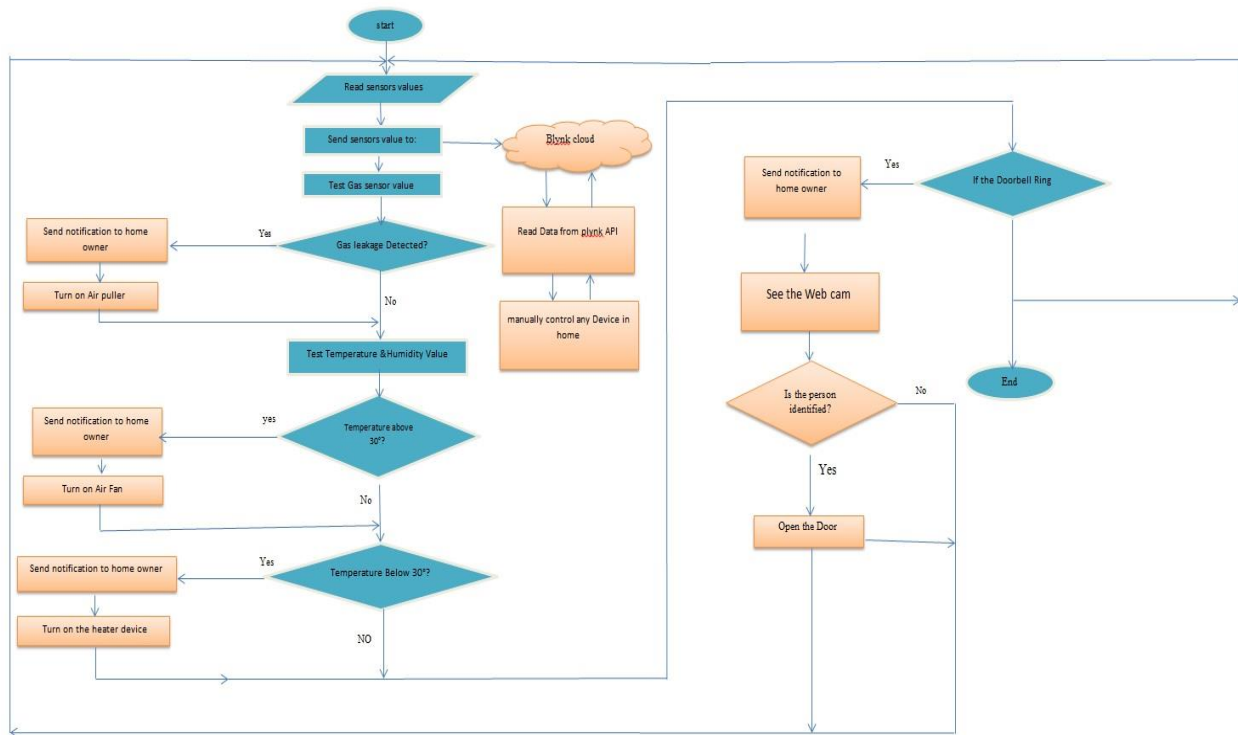 start
Read sensors values
Send sensors value to:
Blynk cloud
Test Gas sensor value
Send notification to home
owner
Yes
Gas leakage Detected?
Read Data from plynk API
Turn on Air puller
No
manually control any Device in
home
Test Temperature &Humidity Value
Send notification to home
owner
yes
Temperature above
30°?
Turn on Air Fan
No
Send notification to home owner
Yes
Temperature Below 30°?
Turn on the heater device
NO
If the Doorbell Ring
Yes
Send notification to
home owner
See the Web cam
Is the person
identified?
No
End
Yes
Open the Door